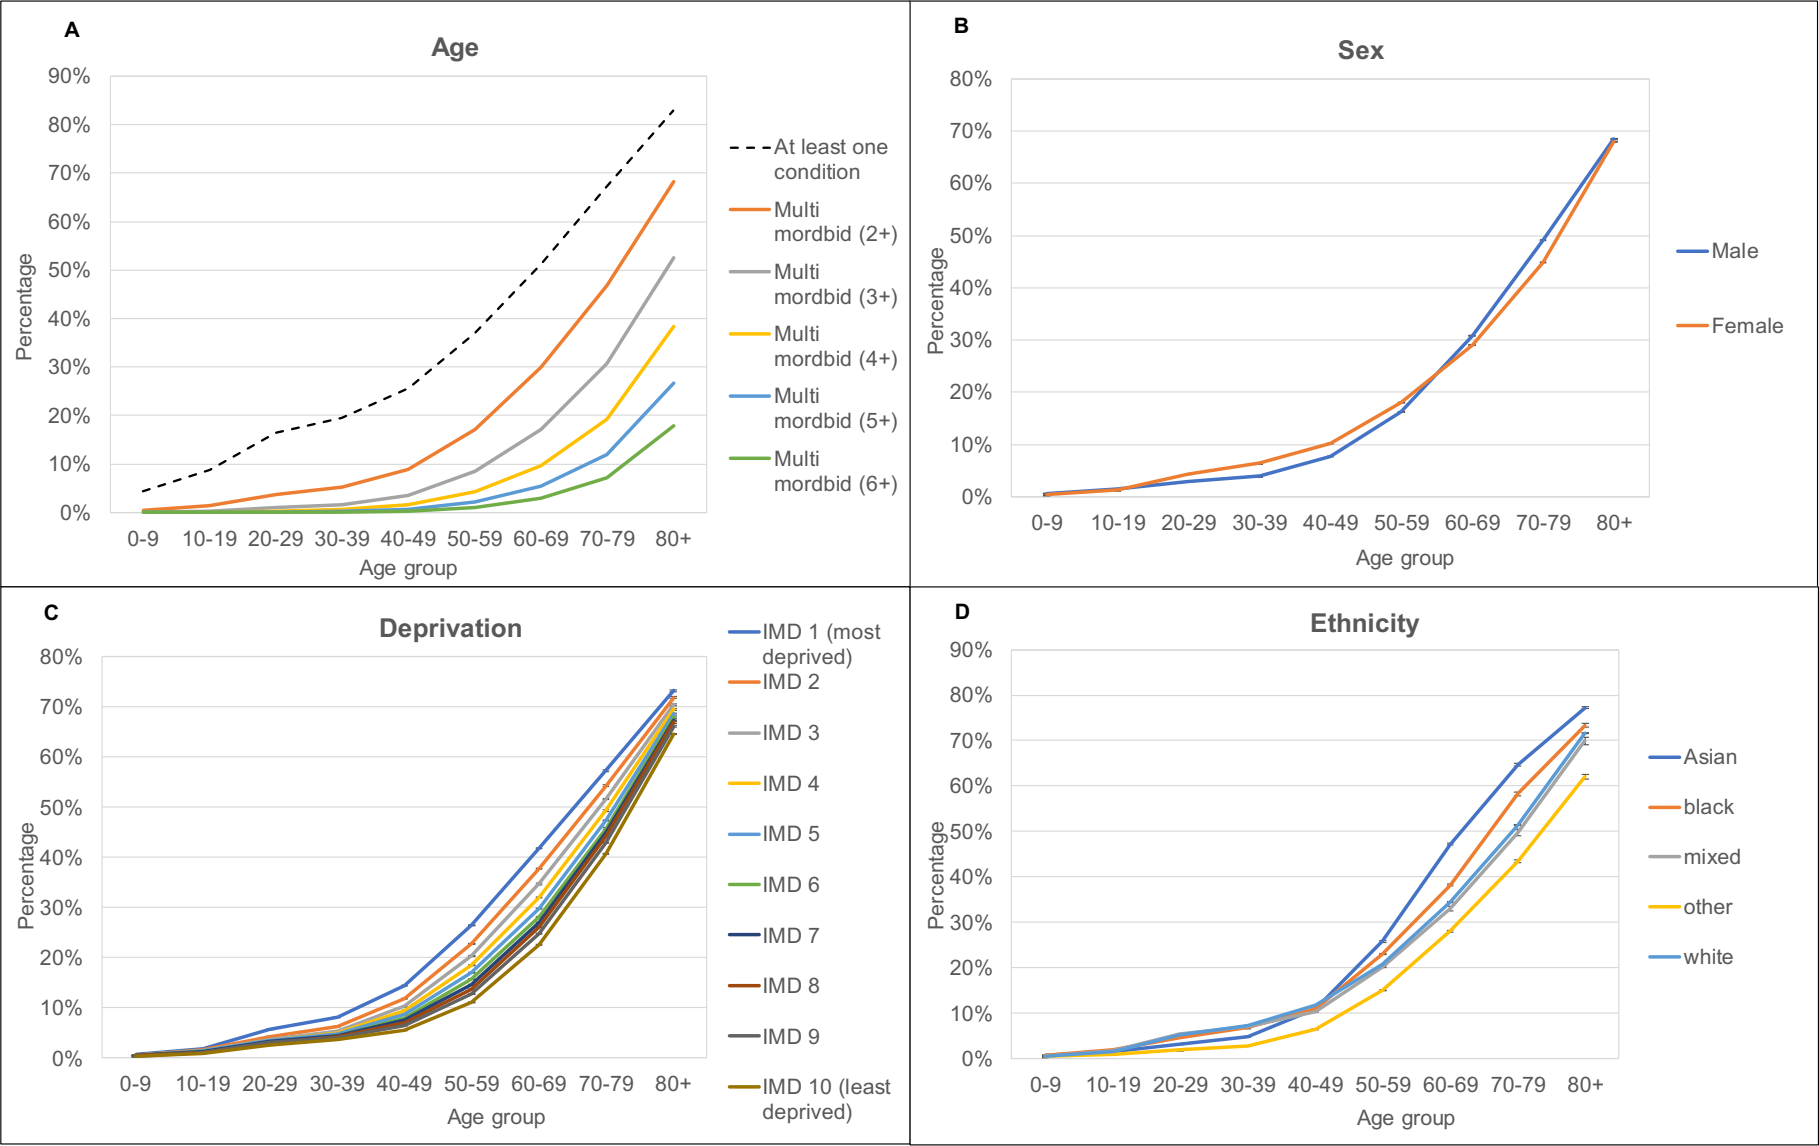 A
Age
90%
80%
70%
60%
50%
40%
30%
20%
10%
0%
Percentage
0-9 10-19 20-29 30-39 40-49 50-59 60-69 70-79 80+
Age group
At least one
condition
Multi
mordbid (2+)
Multi
mordbid (3+)
Multi
mordbid (4+)
Multi
mordbid (5+)
Multi
mordbid (6+)
B
Sex
80%
70%
60%
50%
40%
30%
20%
10%
0%
Percentage
0-9 10-19 20-29 30-39 40-49 50-59 60-69 70-79 80+
Age group
Male
Female
C
Deprivation
80%
70%
60%
50%
40%
30%
20%
10%
0%
Percentage
0-9 10-19 20-29 30-39 40-49 50-59 60-69 70-79 80+
Age group
IMD 1 (most
deprived)
IMD 2
IMD 3
IMD 4
IMD 5
IMD 6
IMD 7
IMD 8
IMD 9
IMD 10 (least
deprived)
D
Ethnicity
90%
80%
70%
60%
50%
40%
30%
20%
10%
0%
Percentage
0-9 10-19 20-29 30-39 40-49 50-59 60-69 70-79 80+
Age group
Asian
black
mixed
other
white